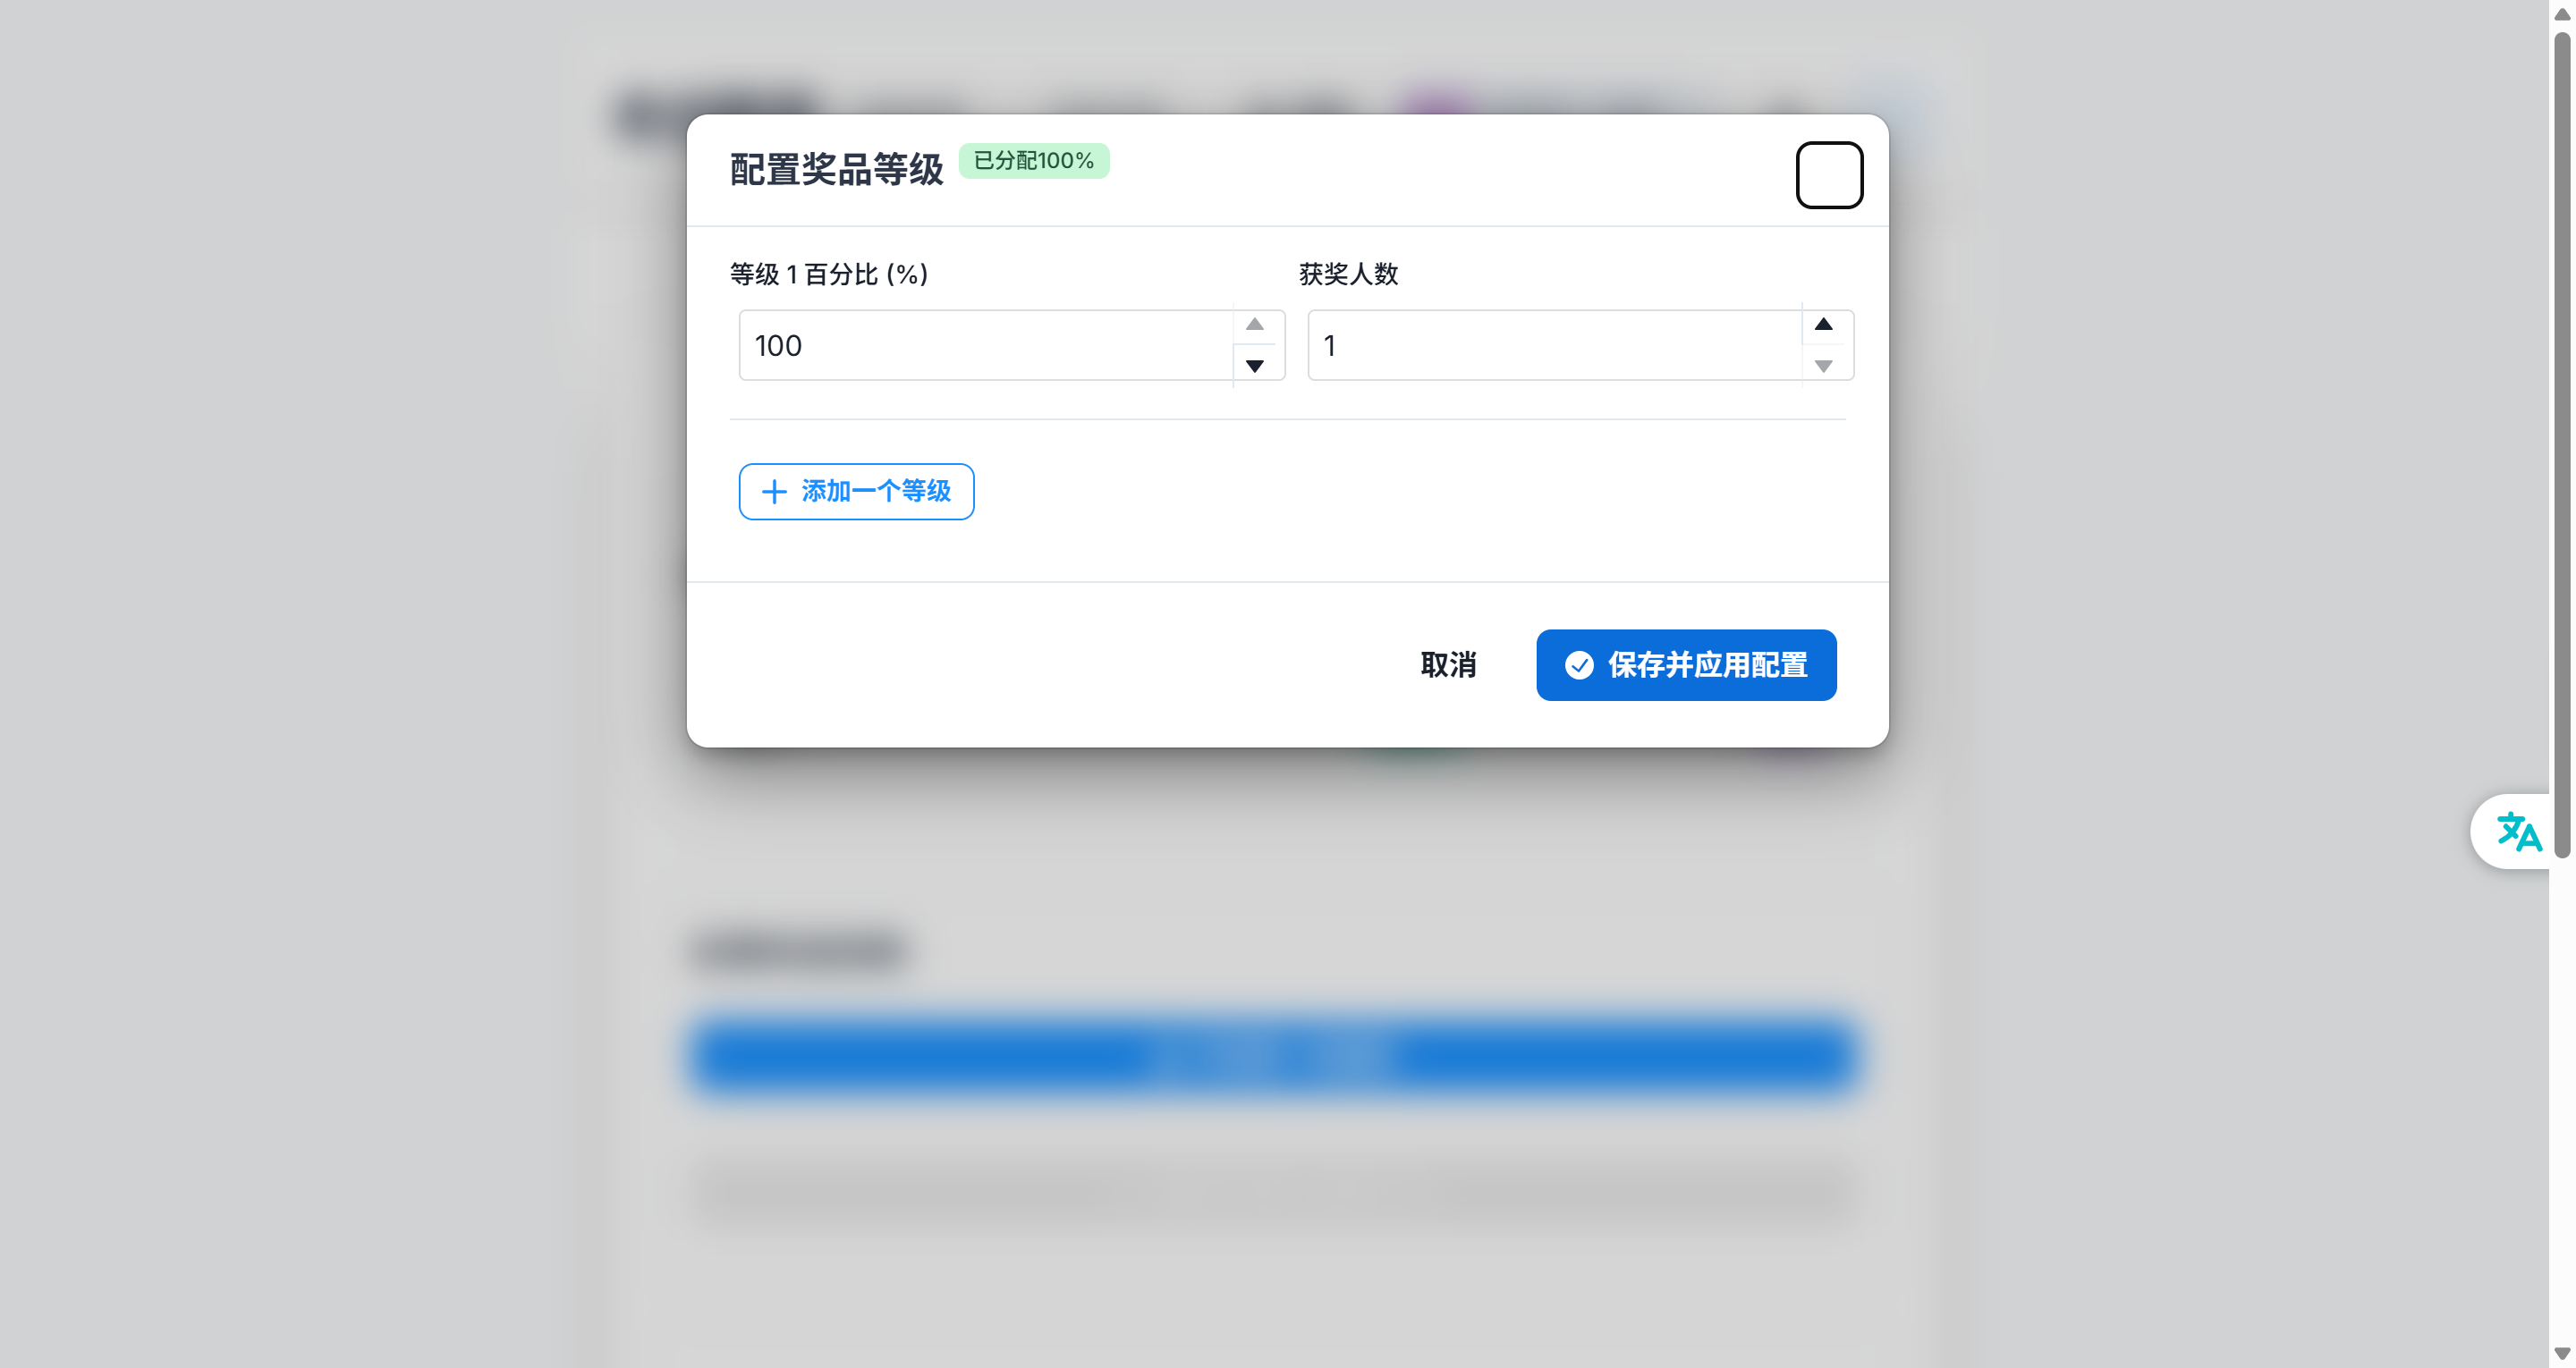 配置奖品等级 已分配100%
等级 1 百分比 (%) 获奖人数
100 1
添加一个等级
取消 保存并应用配置